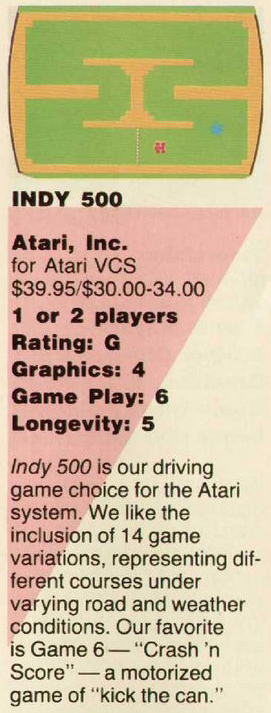 INDY 500
Atari, Inc.
for Atari VCS
$39.95/$30.00-34.00
1 or 2 players
Rating: G
Graphics: 4
Game Play: 6
Longevity: 5
Indy 500 is our driving
game choice for the Atari
system. We like the
inclusion of 14 game
variations, representing dif-
ferent courses under
varying road and weather
conditions. Our favorite
is Game 6 — "Crash 'n
Score" — a motorized
game of "kick the can."